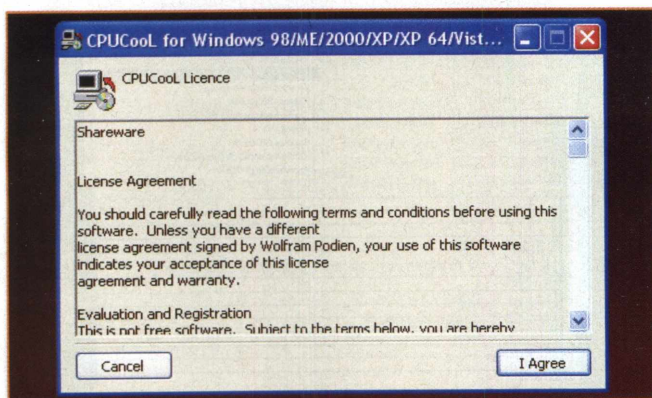 CPUCooL for Windows 98/ME/2000/XP/XP 64/Vist...
CPUCooL Licence
Shareware
License Agreement
You should carefully read the following terms and conditions before using this
software. Unless you have a different
license agreement signed by Wolfram Podien, your use of this software
indicates your acceptance of this license
agreement and warranty.
Evaluation and Registration
This is not free software. Subject to the terms below, you are hereby
Cancel
I Agree